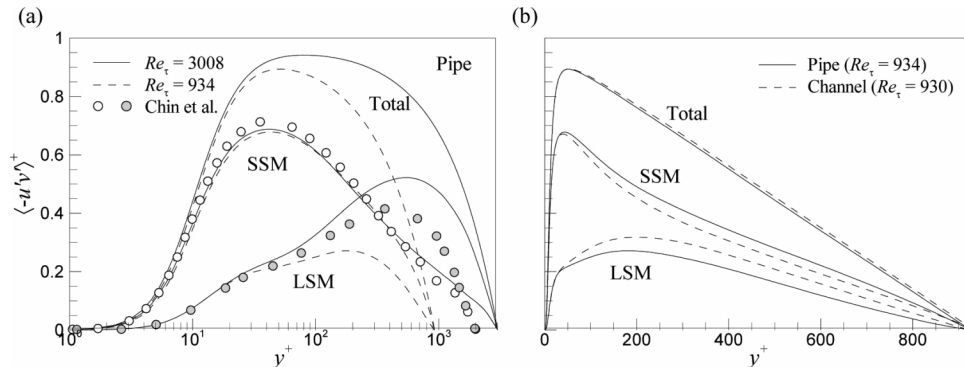 (a)
1
0.8
0.6
0.4
0.2
0
⟨-u'v'⟩⁺
Re_τ = 3008
Re_τ = 934
Chin et al.
Pipe
Total
SSM
LSM
10⁰ 10¹ 10² 10³
y⁺
(b)
Pipe (Re_τ = 934)
Channel (Re_τ = 930)
Total
SSM
LSM
0 200 400 600 800
y⁺